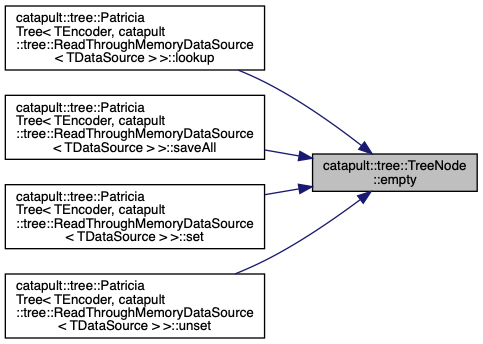 catapult::tree::Patricia
Tree< TEncoder, catapult
::tree::ReadThroughMemoryDataSource
< TDataSource > >::lookup
catapult::tree::Patricia
Tree< TEncoder, catapult
::tree::ReadThroughMemoryDataSource
< TDataSource > >::saveAll
catapult::tree::TreeNode
::empty
catapult::tree::Patricia
Tree< TEncoder, catapult
::tree::ReadThroughMemoryDataSource
< TDataSource > >::set
catapult::tree::Patricia
Tree< TEncoder, catapult
::tree::ReadThroughMemoryDataSource
< TDataSource > >::unset